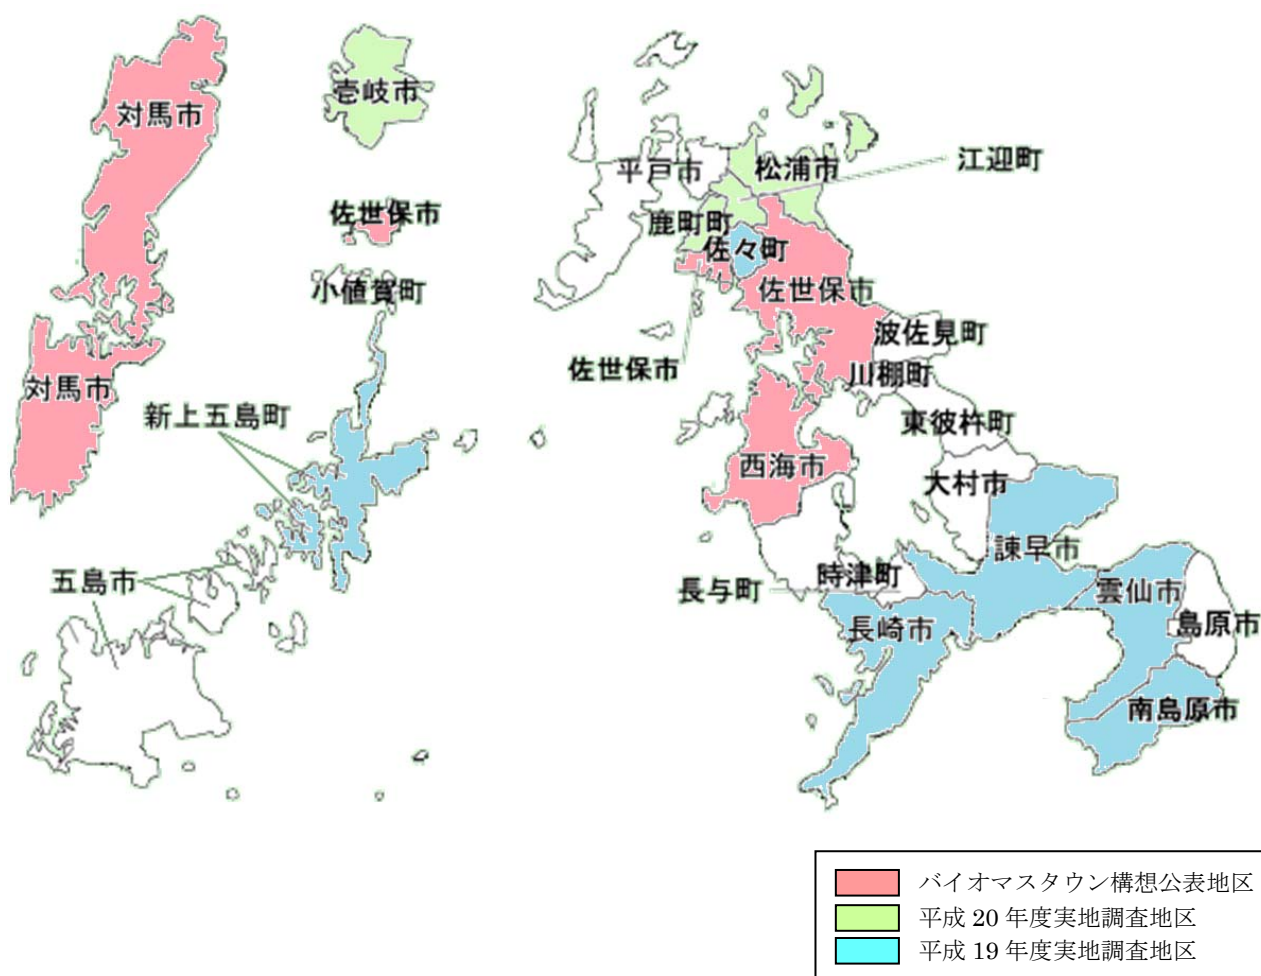 対馬市
壱岐市
佐世保市
小値賀町
対馬市
新上五島町
五島市
平戸市
松浦市
江迎町
鹿町町
佐々町
佐世保市
佐世保市
波佐見町
川棚町
東彼杵町
西海市
大村市
諫早市
長与町
時津町
長崎市
雲仙市
島原市
南島原市
バイオマスタウン構想公表地区
平成 20 年度実地調査地区
平成 19 年度実地調査地区